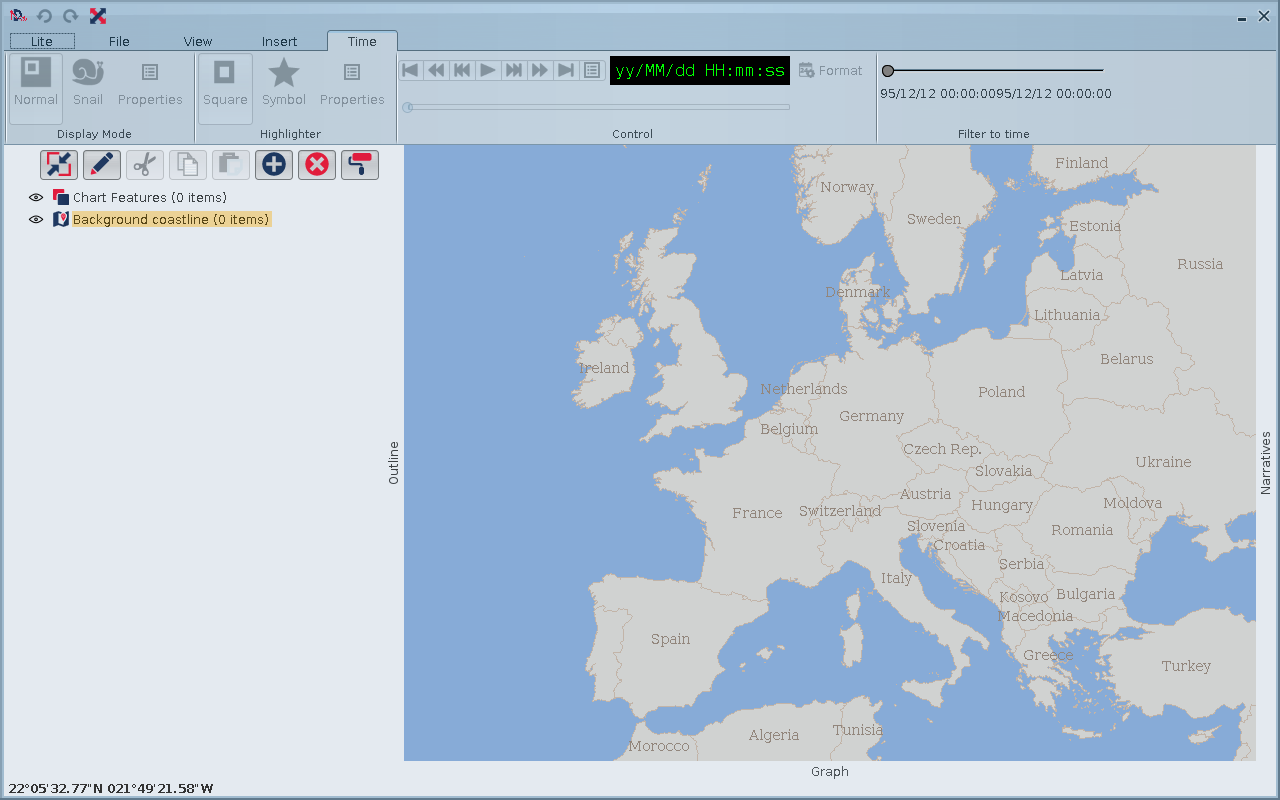 Lite File View Insert Time
Normal Snail Properties Square Symbol Properties
yy/MM/dd HH:mm:ss Format
95/12/12 00:00:0095/12/12 00:00:00
Display Mode Highlighter Control Filter to time
Chart Features (0 items)
Background coastline (0 items)
Outline
Finland
Norway
Sweden
Estonia
Russia
Latvia
Denmark
Lithuania
Belarus
Ireland
Netherlands
Poland
Germany
Belgium
Czech Rep.
Ukraine
Slovakia
Austria
Moldova
Hungary
France
Switzerland
Slovenia
Romania
Croatia
Serbia
Italy
Kosovo
Bulgaria
Macedonia
Spain
Greece
Turkey
Tunisia
Algeria
Morocco
Narratives
Graph
22°05'32.77"N 021°49'21.58"W